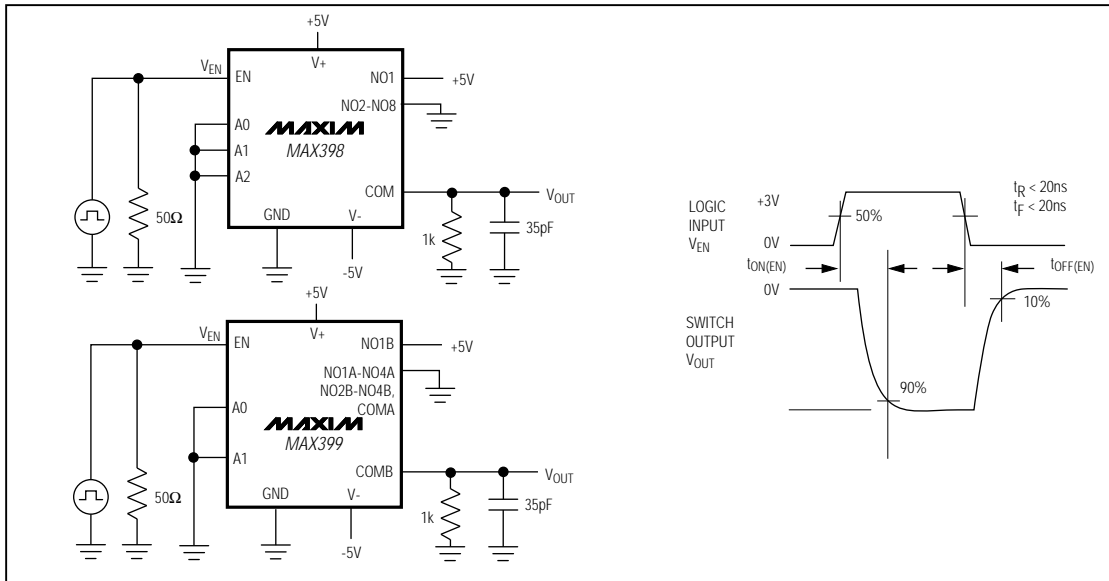 +5V
V+
VEN
EN
NO1
+5V
NO2-NO8
A0
A1
A2
MAXIM
MAX398
COM
VOUT
50Ω
GND
V-
1k
35pF
-5V
+5V
V+
VEN
EN
NO1B
+5V
NO1A-NO4A
NO2B-NO4B,
COMA
A0
A1
MAXIM
MAX399
COMB
VOUT
50Ω
GND
V-
1k
35pF
-5V
LOGIC
INPUT
VEN
+3V
50%
0V
tR < 20ns
tF < 20ns
tON(EN)
tOFF(EN)
0V
10%
SWITCH
OUTPUT
VOUT
90%